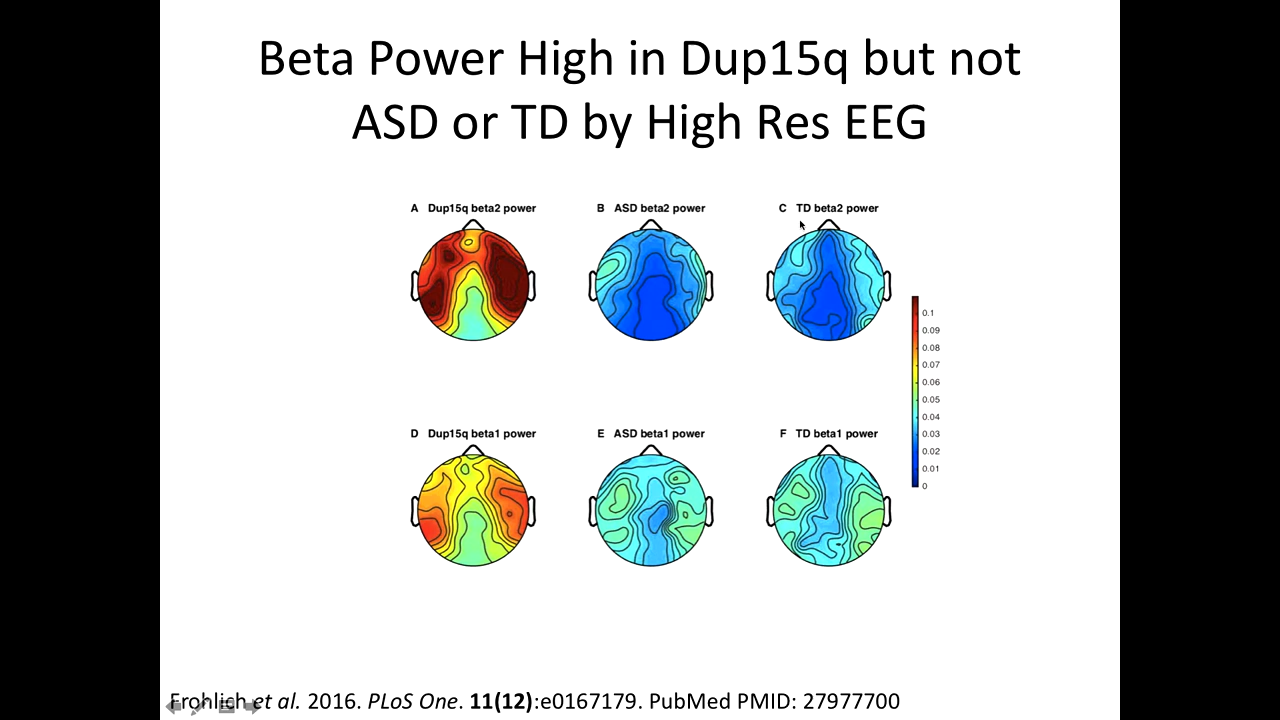 Beta Power High in Dup15q but not
ASD or TD by High Res EEG
A Dup15q beta2 power
B ASD beta2 power
C TD beta2 power
0.1
0.09
0.08
0.07
0.06
0.05
0.04
0.03
0.02
0.01
0
D Dup15q beta1 power
E ASD beta1 power
F TD beta1 power
Frohlich et al. 2016. PLoS One. 11(12):e0167179. PubMed PMID: 27977700